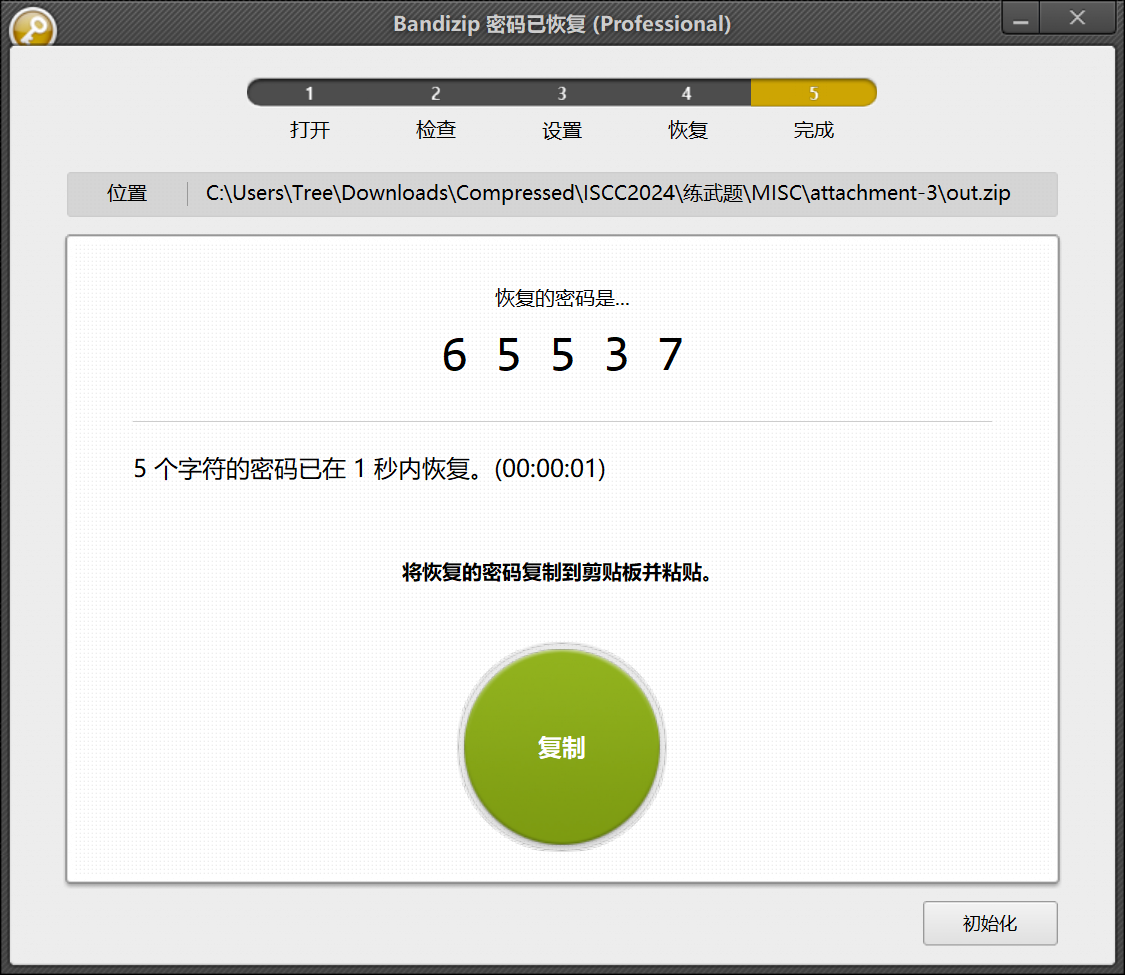 Bandizip 密码已恢复 (Professional)
1 2 3 4 5
打开 检查 设置 恢复 完成
位置 C:\Users\Tree\Downloads\Compressed\ISCC2024\练武题\MISC\attachment-3\out.zip
恢复的密码是...
6 5 5 3 7
5 个字符的密码已在 1 秒内恢复。(00:00:01)
将恢复的密码复制到剪贴板并粘贴。
复制
初始化